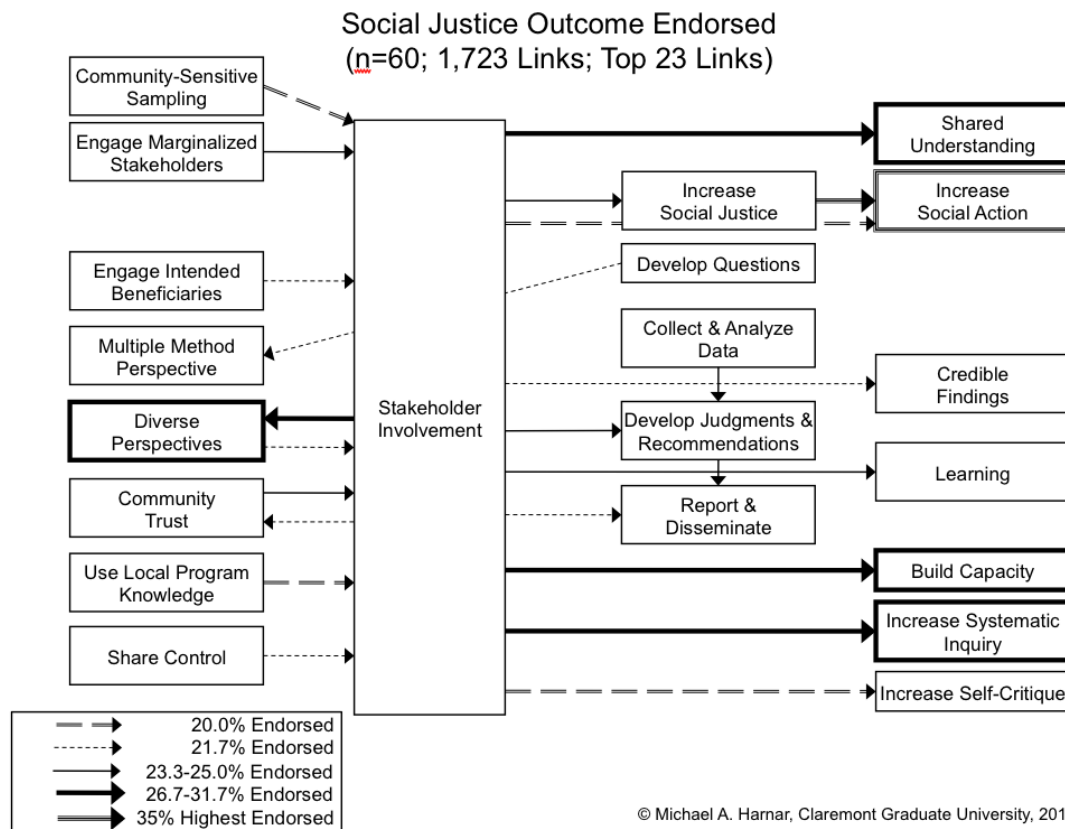 Social Justice Outcome Endorsed
(n=60; 1,723 Links; Top 23 Links)
Community-Sensitive
Sampling
Engage Marginalized
Stakeholders
Engage Intended
Beneficiaries
Multiple Method
Perspective
Diverse
Perspectives
Community
Trust
Use Local Program
Knowledge
Share Control
Stakeholder
Involvement
Increase
Social Justice
Develop Questions
Collect & Analyze
Data
Develop Judgments &
Recommendations
Report &
Disseminate
Shared
Understanding
Increase
Social Action
Credible
Findings
Learning
Build Capacity
Increase Systematic
Inquiry
Increase Self-Critique
20.0% Endorsed
21.7% Endorsed
23.3-25.0% Endorsed
26.7-31.7% Endorsed
35% Highest Endorsed
© Michael A. Harnar, Claremont Graduate University, 201